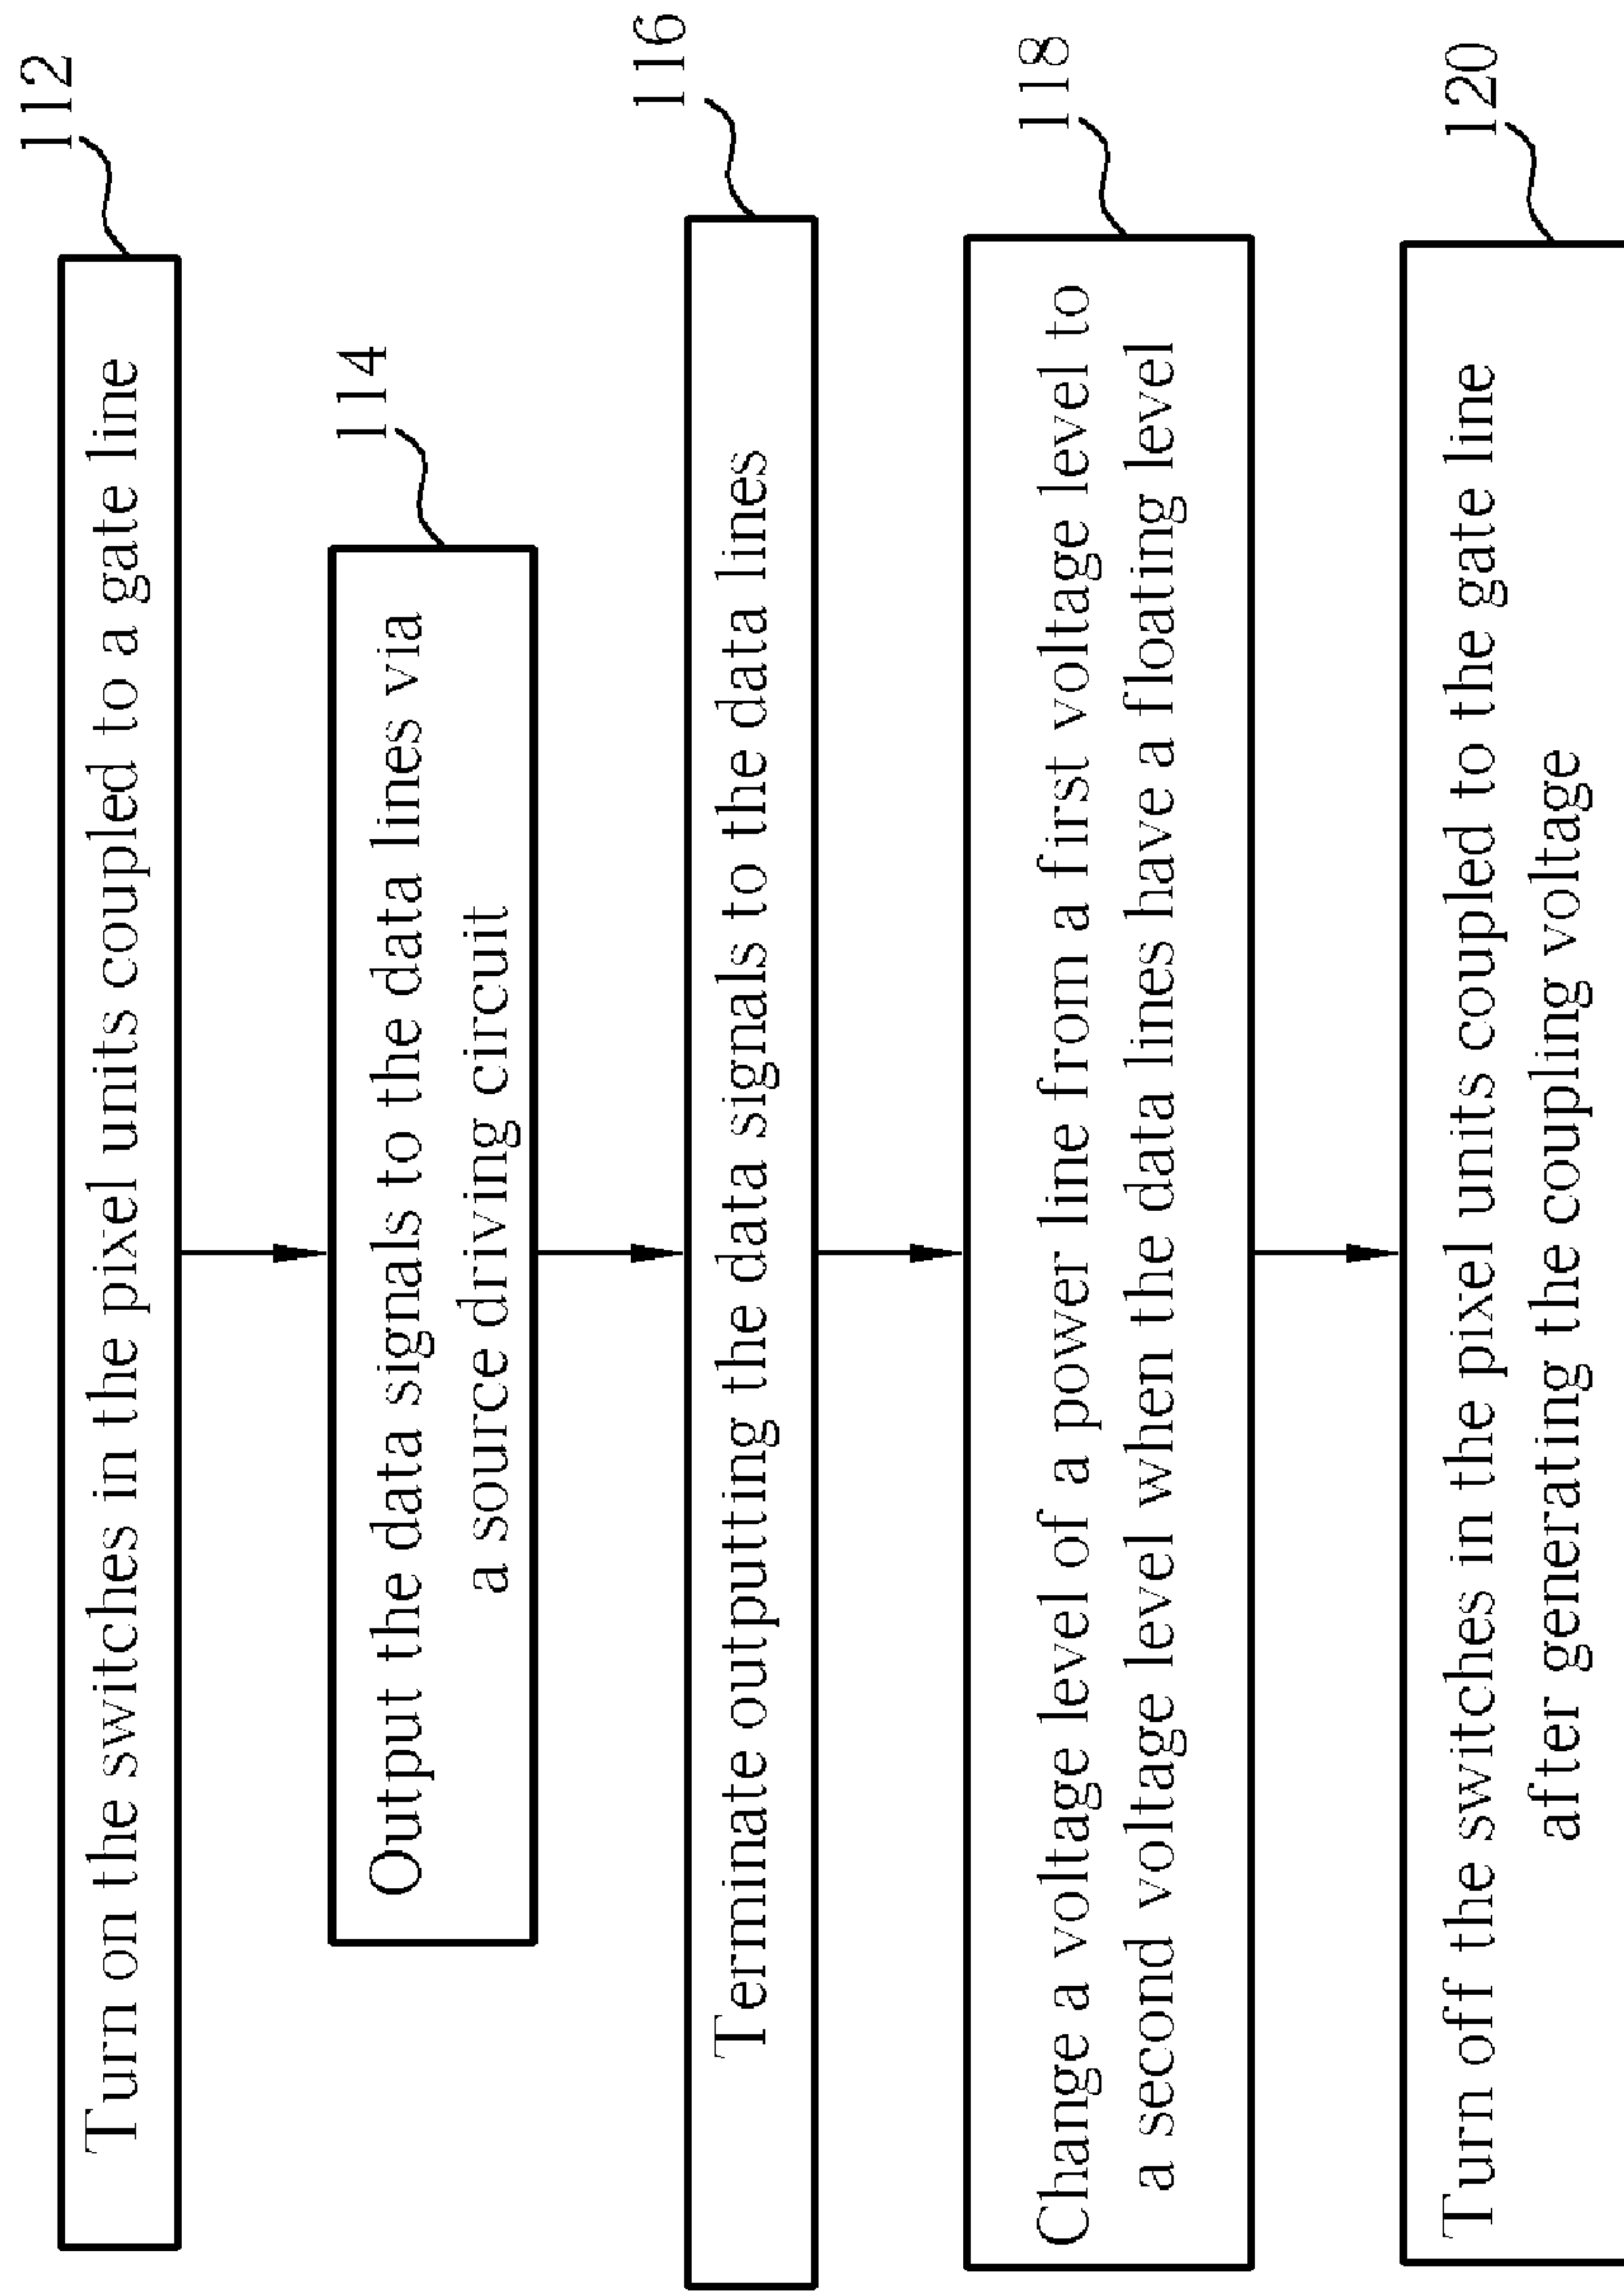 112
Turn on the switches in the pixel units coupled to a gate line
114
Output the data signals to the data lines via
a source driving circuit
116
Terminate outputting the data signals to the data lines
118
Change a voltage level of a power line from a first voltage level to
a second voltage level when the data lines have a floating level
120
Turn off the switches in the pixel units coupled to the gate line
after generating the coupling voltage